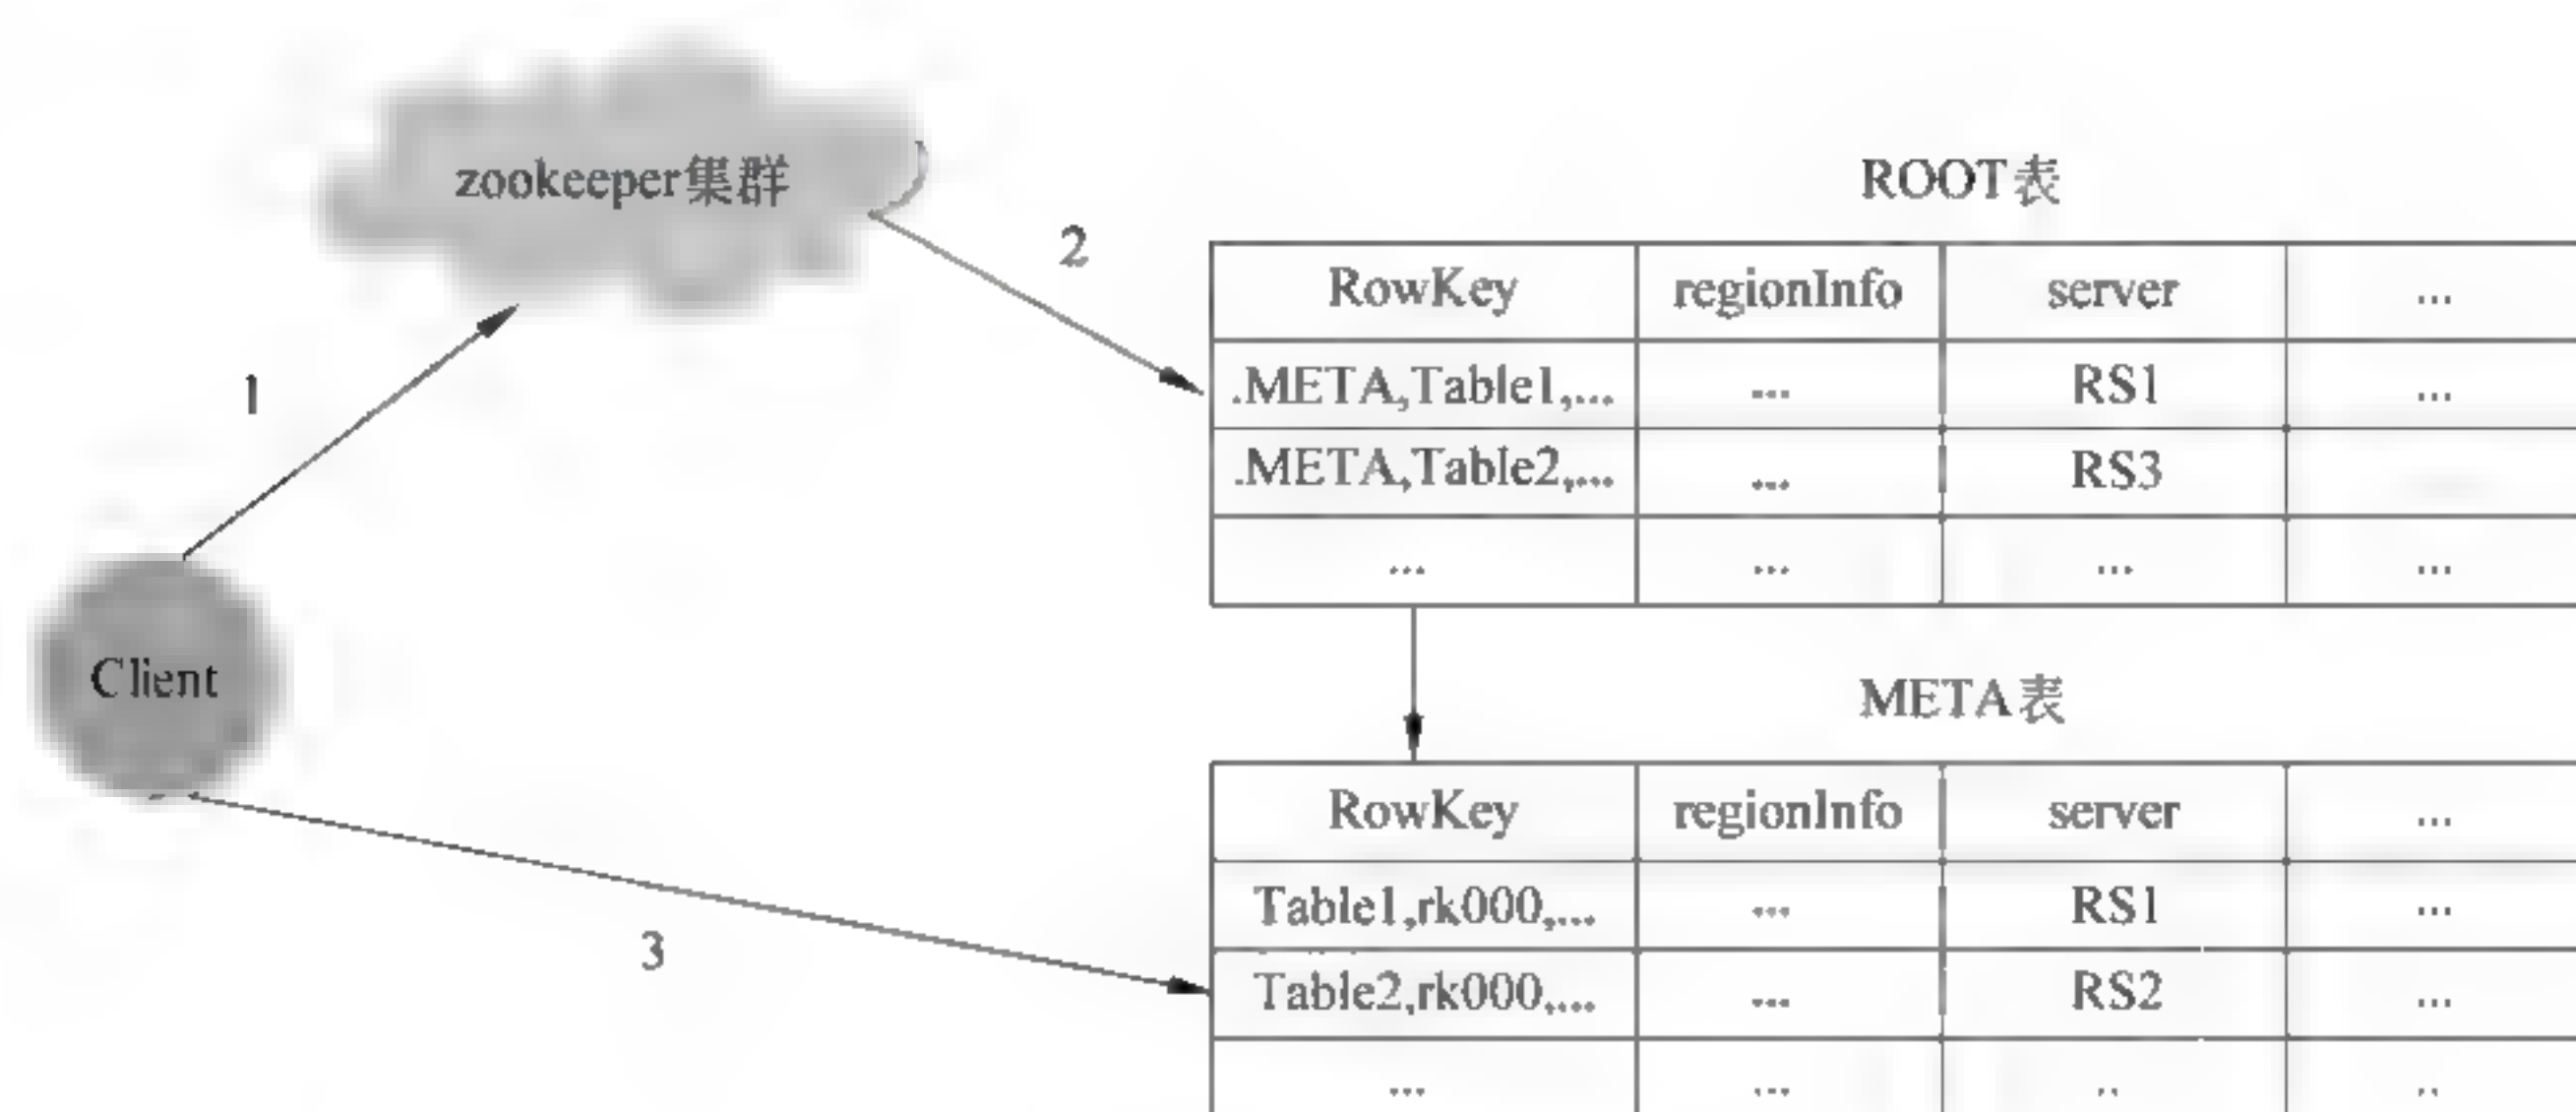 zookeeper集群
1
2
3
Client
ROOT表
RowKey regionInfo server ...
.META,Table1,... ... RS1 ...
.META,Table2,... ... RS3
... ... ... ...
META表
RowKey regionInfo server ...
Table1,rk000,... ... RS1 ...
Table2,rk000,... ... RS2 ...
... ... .. ..